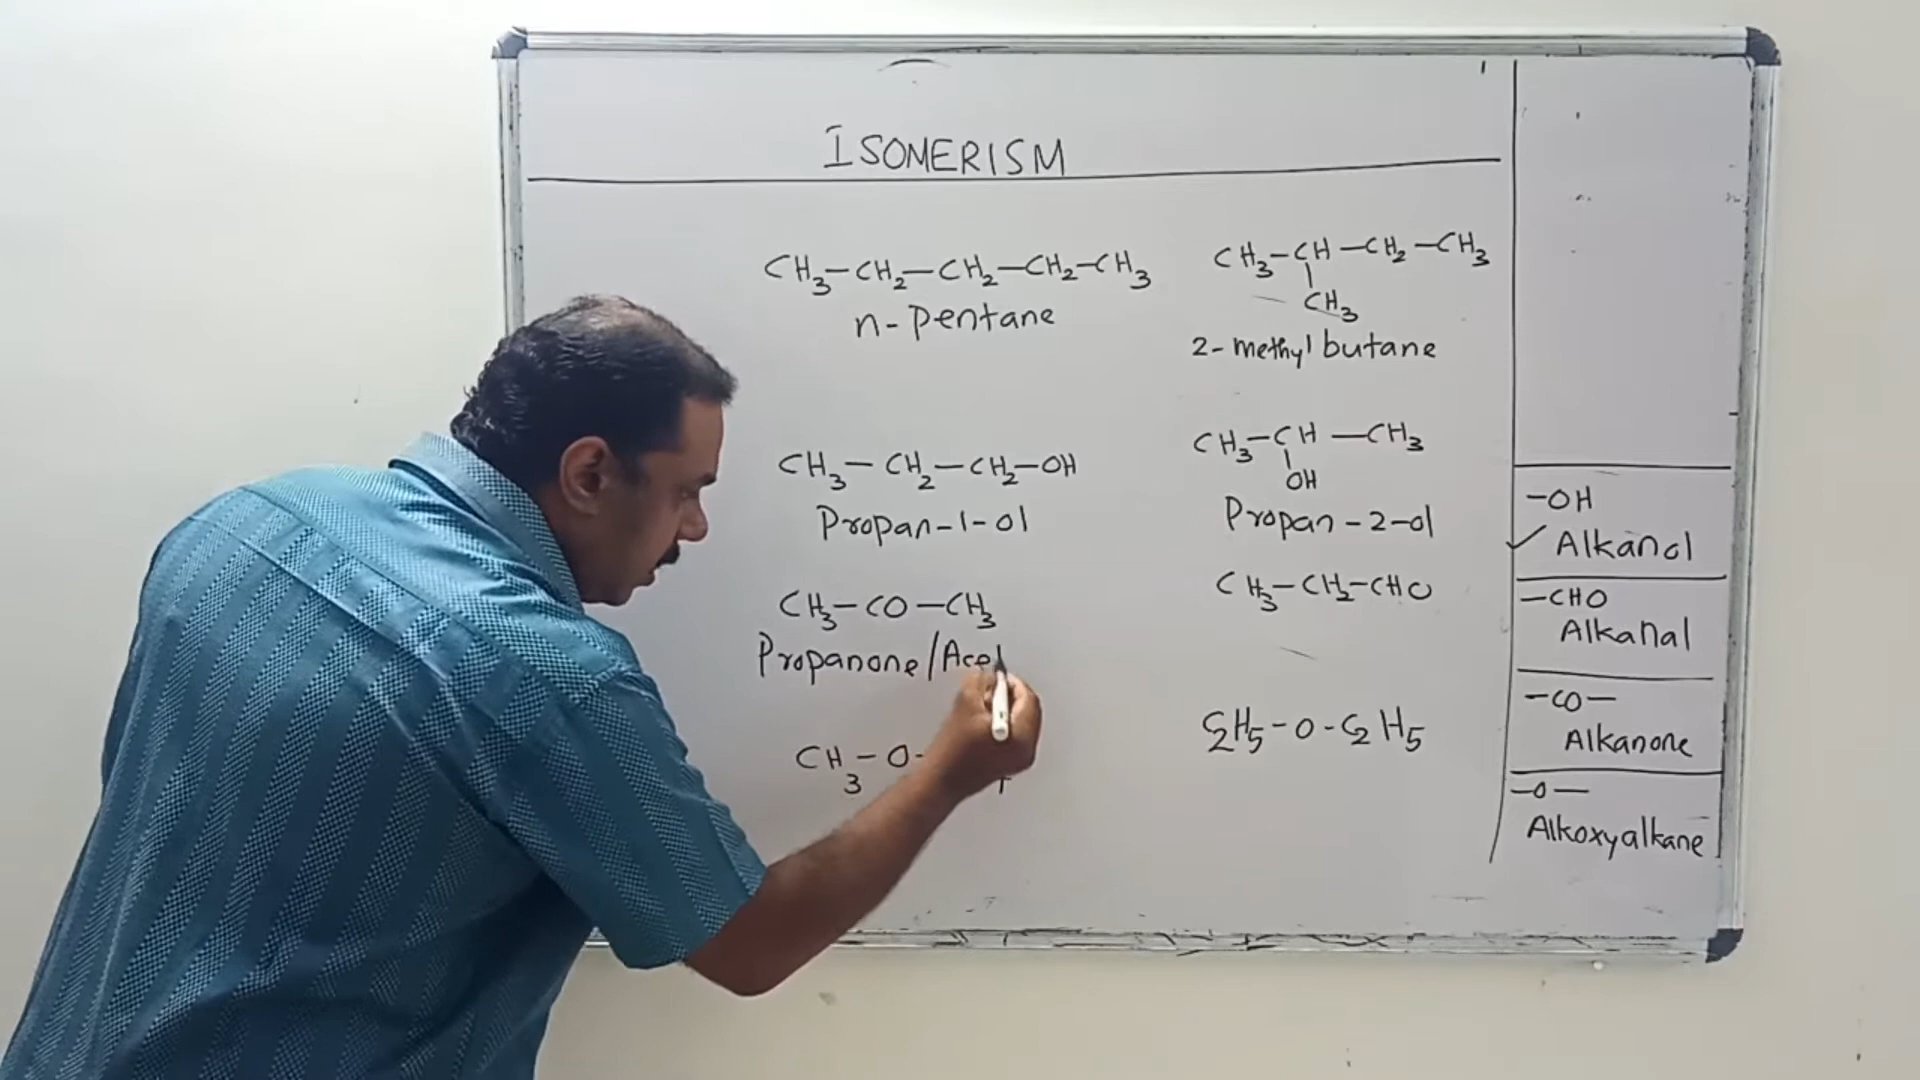 ISOMERISM
CH₃—CH₂—CH₂—CH₂—CH₃
n-Pentane
CH₃—CH—CH₂—CH₃
|
CH₃
2-methyl butane
CH₃—CH₂—CH₂—OH
Propan-1-ol
CH₃—CH—CH₃
|
OH
Propan-2-ol
CH₃—CO—CH₃
Propanone/Acet
CH₃—CH₂—CHO
CH₃—O-
C₂H₅-O-C₂H₅
-OH
✓ Alkanol
-CHO
Alkanal
-CO-
Alkanone
-O-
Alkoxyalkane